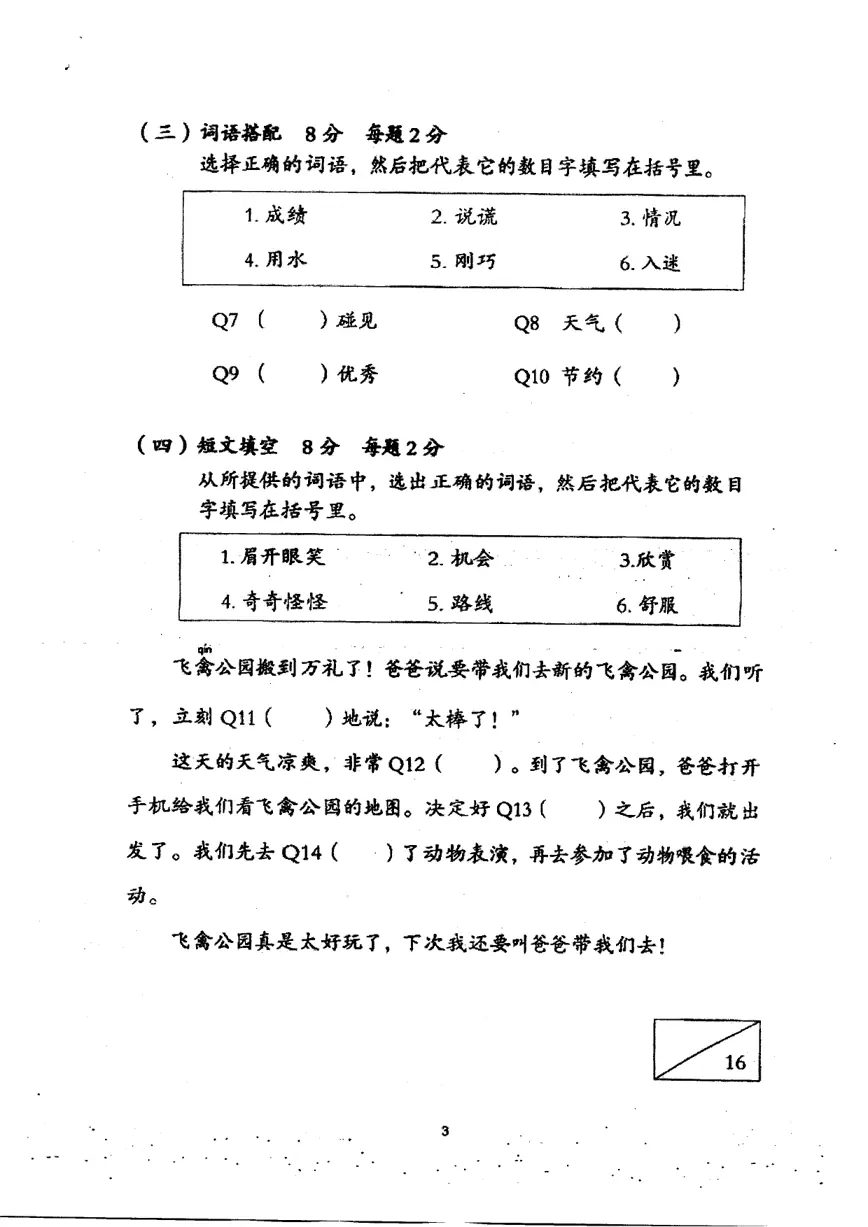 (三) 词语搭配 8分 每题2分
选择正确的词语，然后把代表它的数目字填写在括号里。
1. 成绩 2. 说谎 3. 情况
4. 用水 5. 刚巧 6. 入迷
Q7 ( ) 碰见 Q8 天气 ( )
Q9 ( ) 优秀 Q10 节约 ( )
(四) 短文填空 8分 每题2分
从所提供的词语中，选出正确的词语，然后把代表它的数目
字填写在括号里。
1. 眉开眼笑 2. 机会 3.欣赏
4. 奇奇怪怪 5. 路线 6. 舒服
qín
飞禽公园搬到万礼了！爸爸说要带我们去新的飞禽公园。我们听
了，立刻 Q11 ( ) 地说：“太棒了！”
这天的天气凉爽，非常 Q12 ( )。到了飞禽公园，爸爸打开
手机给我们看飞禽公园的地图。决定好 Q13 ( ) 之后，我们就出
发了。我们先去 Q14 ( ) 了动物表演，再去参加了动物喂食的活
动。
飞禽公园真是太好玩了，下次我还要叫爸爸带我们去！
16
3